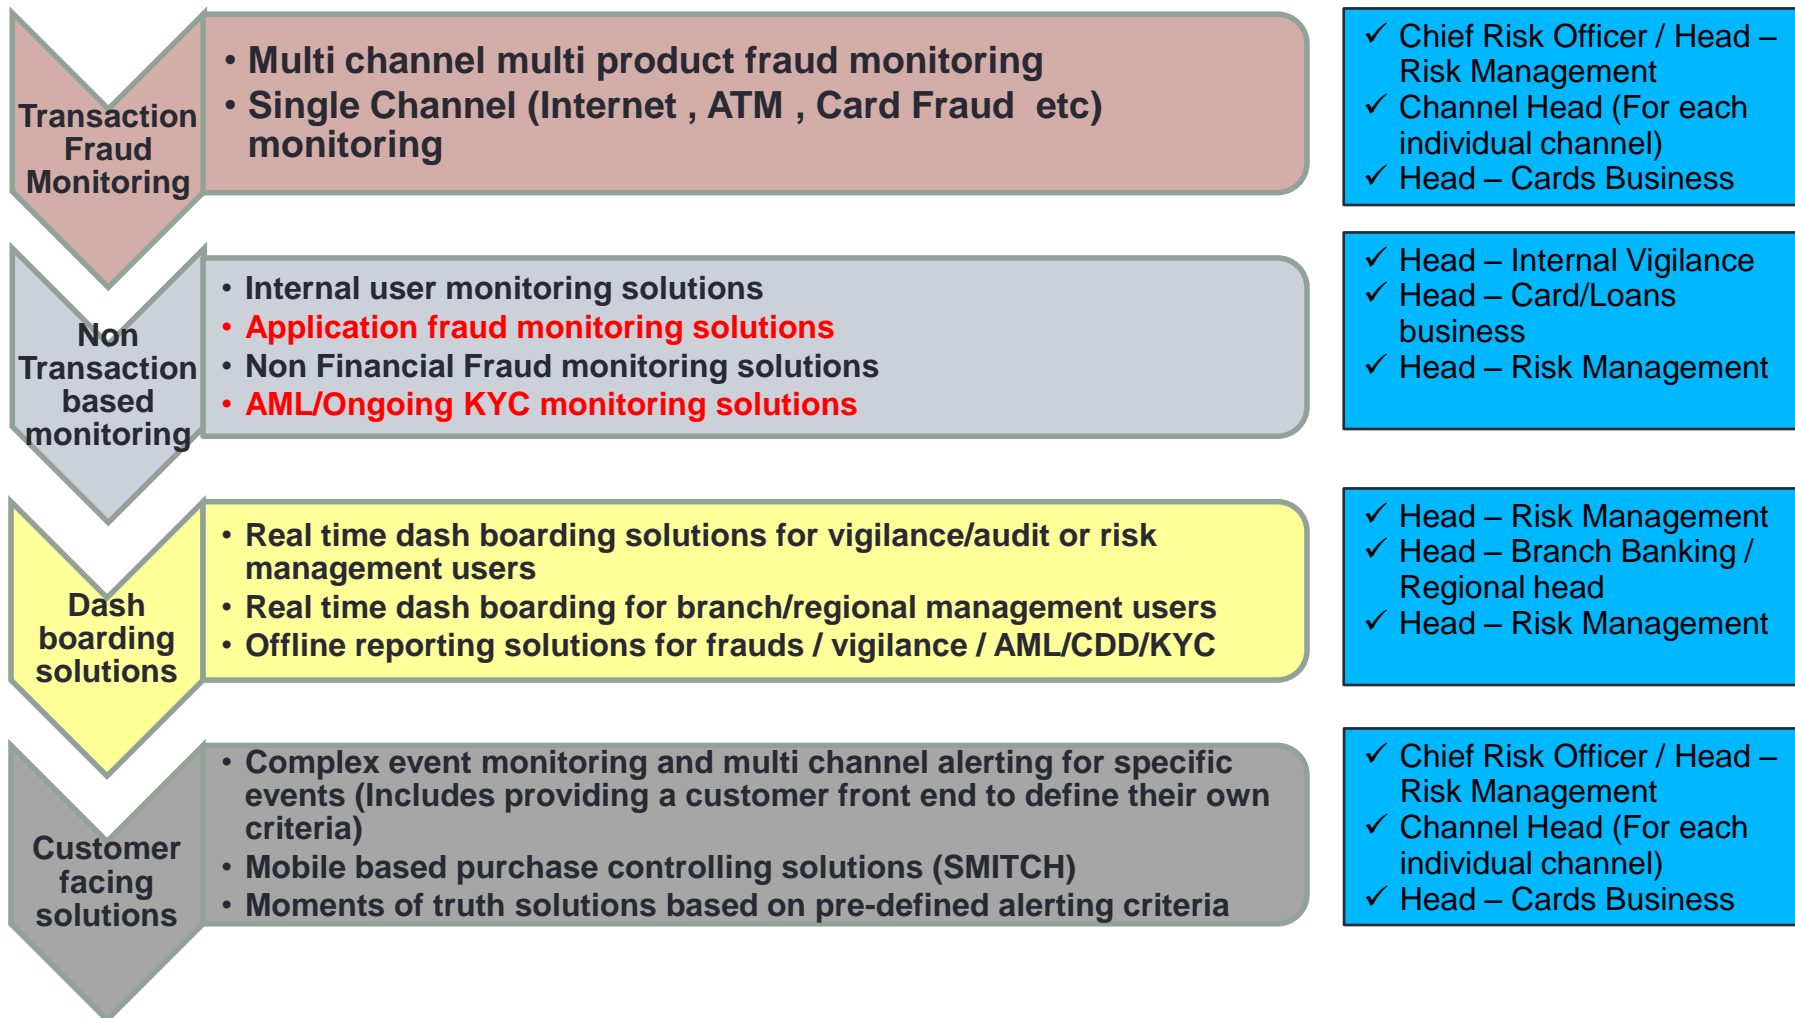 Transaction
Fraud
Monitoring
• Multi channel multi product fraud monitoring
• Single Channel (Internet , ATM , Card Fraud  etc)
monitoring
✓ Chief Risk Officer / Head –
Risk Management
✓ Channel Head (For each
individual channel)
✓ Head – Cards Business
Non
Transaction
based
monitoring
• Internal user monitoring solutions
• Application fraud monitoring solutions
• Non Financial Fraud monitoring solutions
• AML/Ongoing KYC monitoring solutions
✓ Head – Internal Vigilance
✓ Head – Card/Loans
business
✓ Head – Risk Management
Dash
boarding
solutions
• Real time dash boarding solutions for vigilance/audit or risk
management users
• Real time dash boarding for branch/regional management users
• Offline reporting solutions for frauds / vigilance / AML/CDD/KYC
✓ Head – Risk Management
✓ Head – Branch Banking /
Regional head
✓ Head – Risk Management
Customer
facing
solutions
• Complex event monitoring and multi channel alerting for specific
events (Includes providing a customer front end to define their own
criteria)
• Mobile based purchase controlling solutions (SMITCH)
• Moments of truth solutions based on pre-defined alerting criteria
✓ Chief Risk Officer / Head –
Risk Management
✓ Channel Head (For each
individual channel)
✓ Head – Cards Business